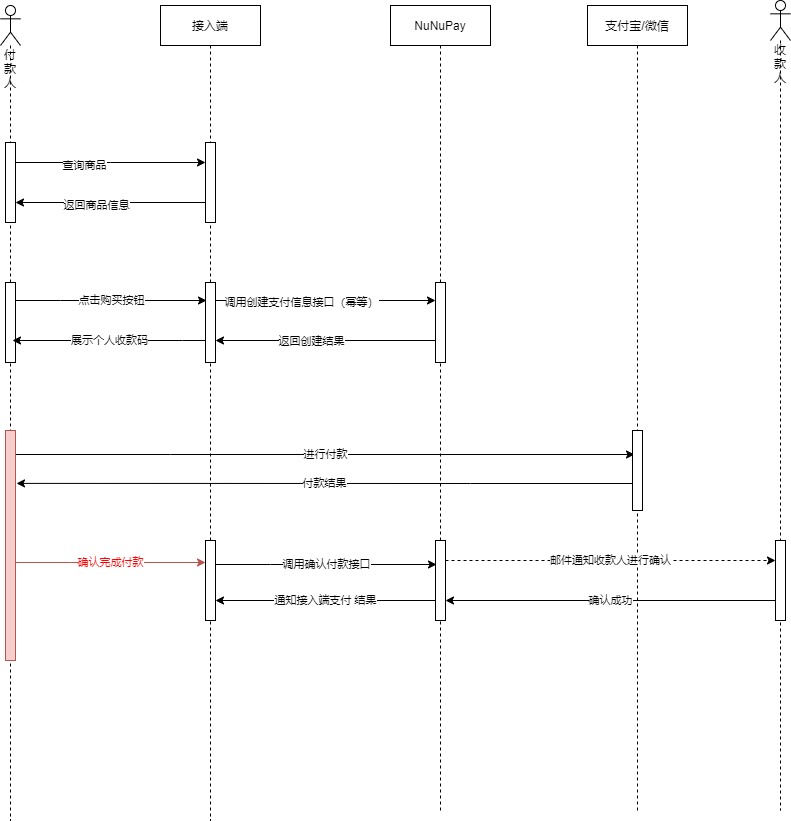 接入端
NuNuPay
支付宝/微信
付
款
人
收
款
人
查询商品
返回商品信息
点击购买按钮
调用创建支付信息接口（幂等）
展示个人收款码
返回创建结果
进行付款
付款结果
确认完成付款
调用确认付款接口
邮件通知收款人进行确认
通知接入端支付 结果
确认成功